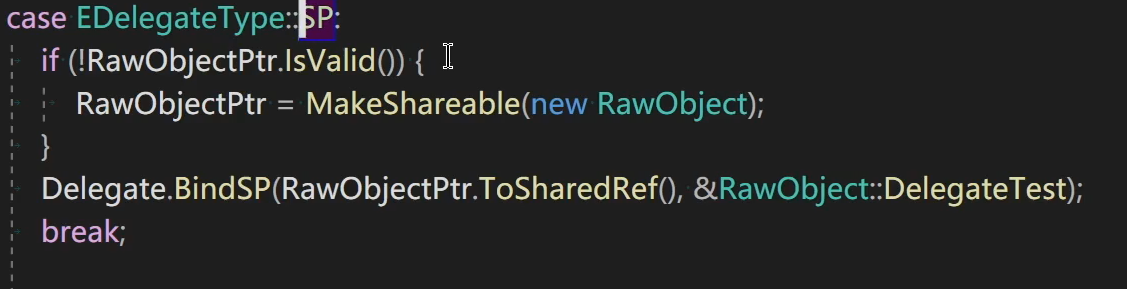 case EDelegateType::SP:
if (!RawObjectPtr.IsValid()) {
RawObjectPtr = MakeShareable(new RawObject);
}
Delegate.BindSP(RawObjectPtr.ToSharedRef(), &RawObject::DelegateTest);
break;